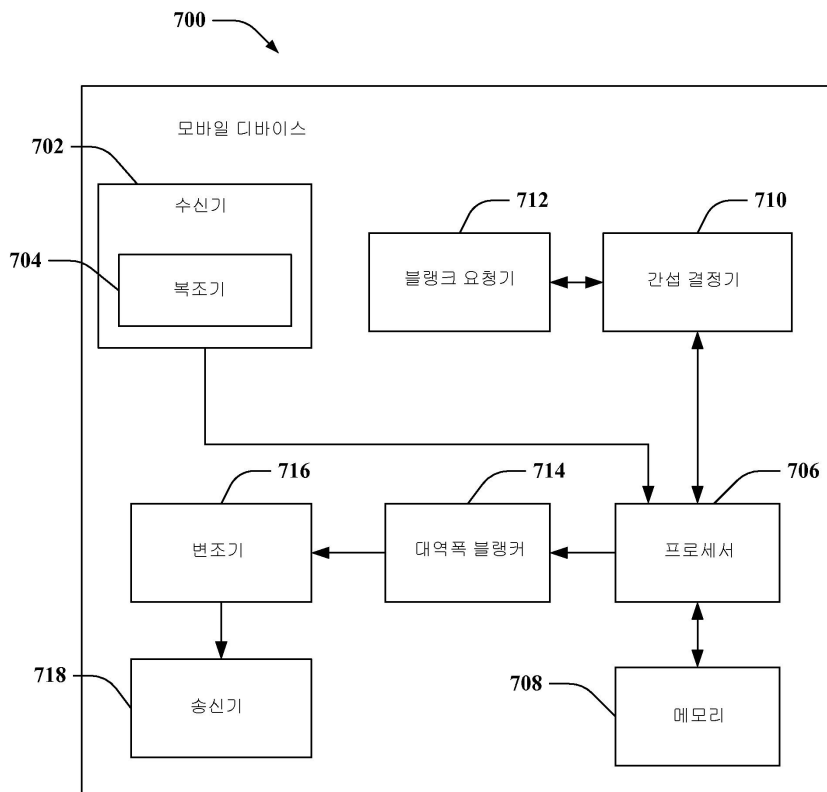 700
모바일 디바이스
702
수신기
712
710
704
복조기
블랭크 요청기
간섭 결정기
716
714
706
변조기
대역폭 블랭커
프로세서
718
송신기
708
메모리